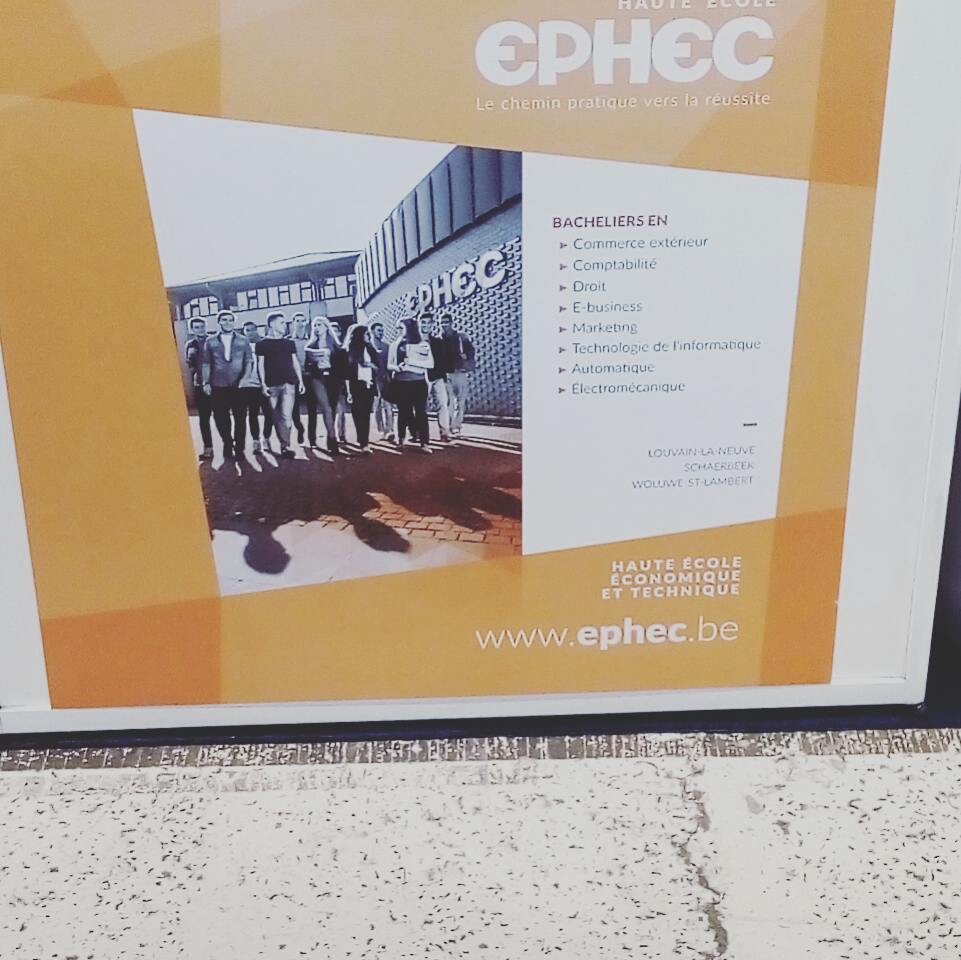 HAUTE ÉCOLE
EPHEC
Le chemin pratique vers la réussite
EPHEC
BACHELIERS EN
➤ Commerce extérieur
➤ Comptabilité
➤ Droit
➤ E-business
➤ Marketing
➤ Technologie de l'informatique
➤ Automatique
➤ Électromécanique
LOUVAIN-LA-NEUVE
SCHAERBEEK
WOLUWE-ST-LAMBERT
HAUTE ÉCOLE
ÉCONOMIQUE
ET TECHNIQUE
www.ephec.be